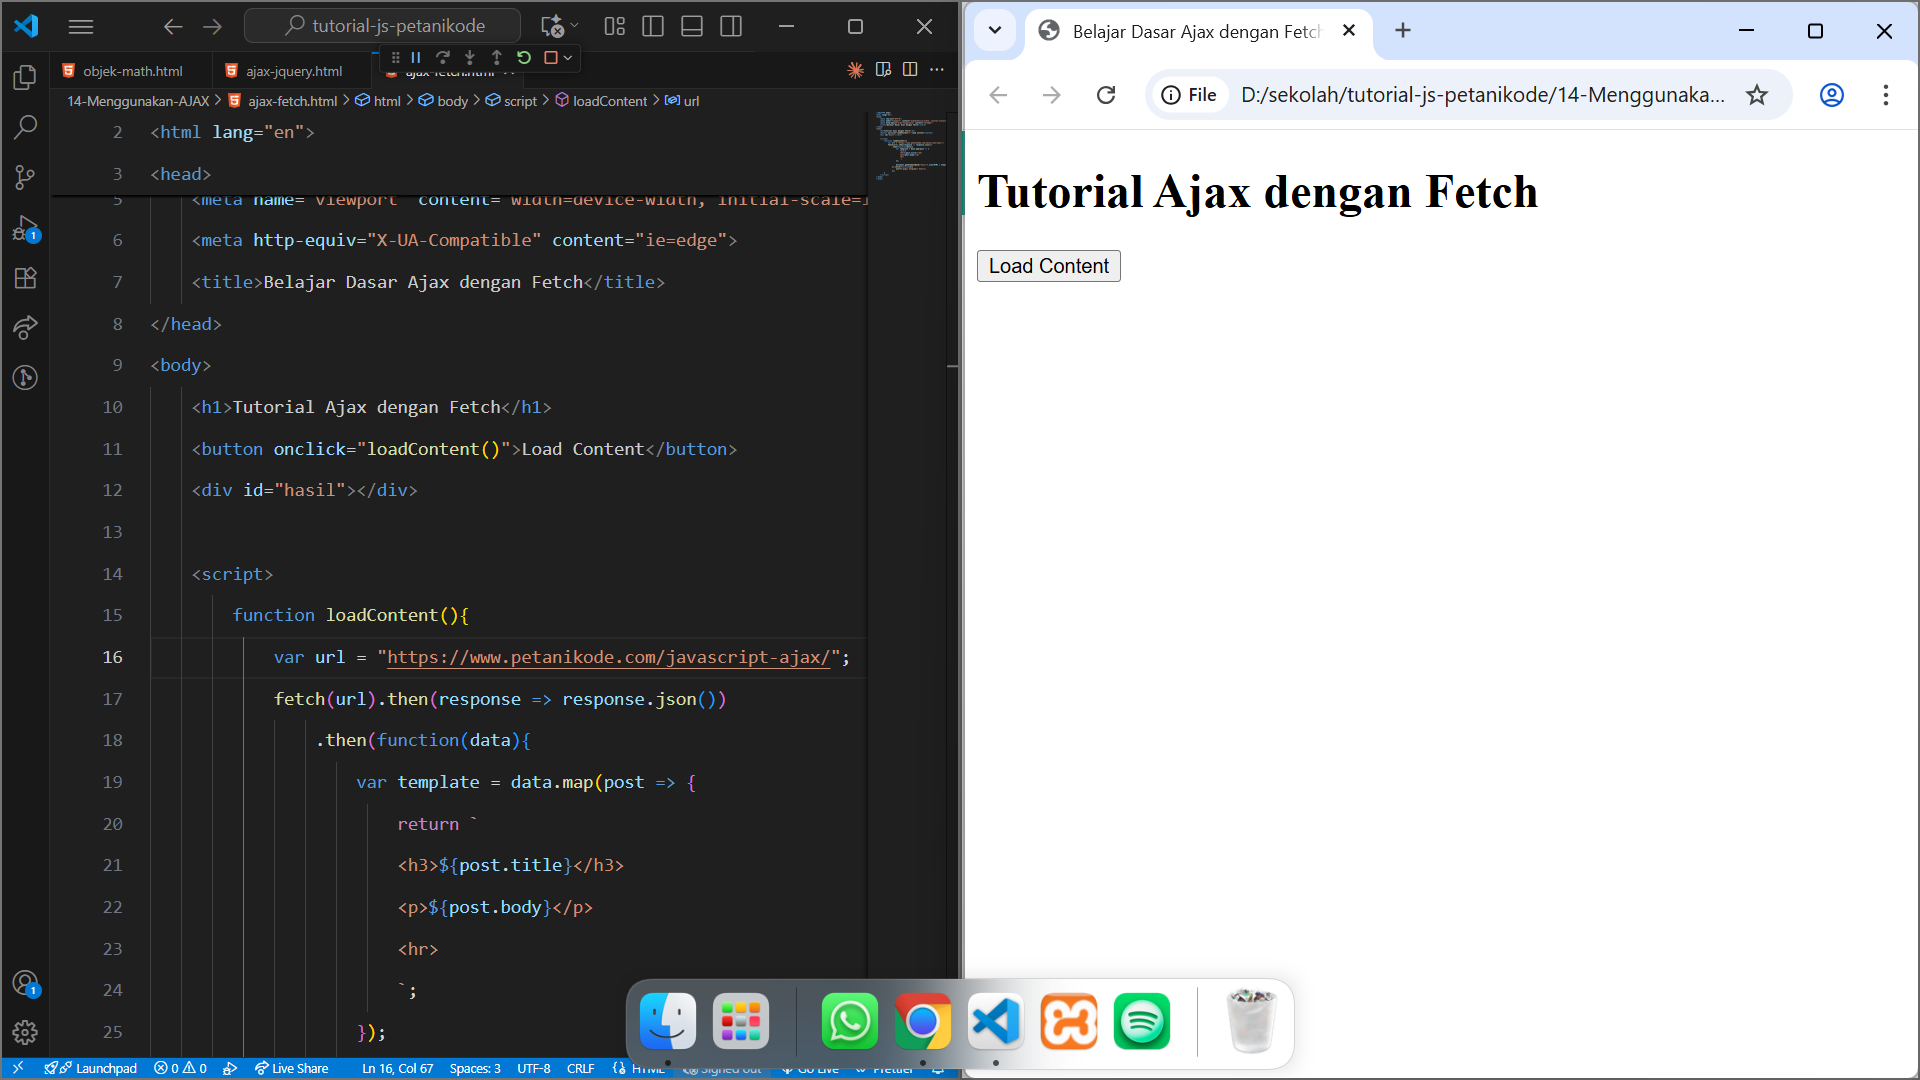 tutorial-js-petanikode
objek-math.html
ajax-jquery.html
ajax-fetch.html
14-Menggunakan-AJAX > ajax-fetch.html > html > body > script > loadContent > url
2 <html lang="en">
3 <head>
5 <meta name="viewport" content="width=device-width, initial-scale=1
6 <meta http-equiv="X-UA-Compatible" content="ie=edge">
7 <title>Belajar Dasar Ajax dengan Fetch</title>
8 </head>
9 <body>
10 <h1>Tutorial Ajax dengan Fetch</h1>
11 <button onclick="loadContent()">Load Content</button>
12 <div id="hasil"></div>
13
14 <script>
15 function loadContent(){
16 var url = "https://www.petanikode.com/javascript-ajax/";
17 fetch(url).then(response => response.json())
18 .then(function(data){
19 var template = data.map(post => {
20 return `
21 <h3>${post.title}</h3>
22 <p>${post.body}</p>
23 <hr>
24 `;
25 });
1
1
Launchpad 0 0 Live Share Ln 16, Col 67 Spaces: 3 UTF-8 CRLF {} HTML Signed out Go Live Prettier
Belajar Dasar Ajax dengan Fetch
File D:/sekolah/tutorial-js-petanikode/14-Menggunaka...
Tutorial Ajax dengan Fetch
Load Content